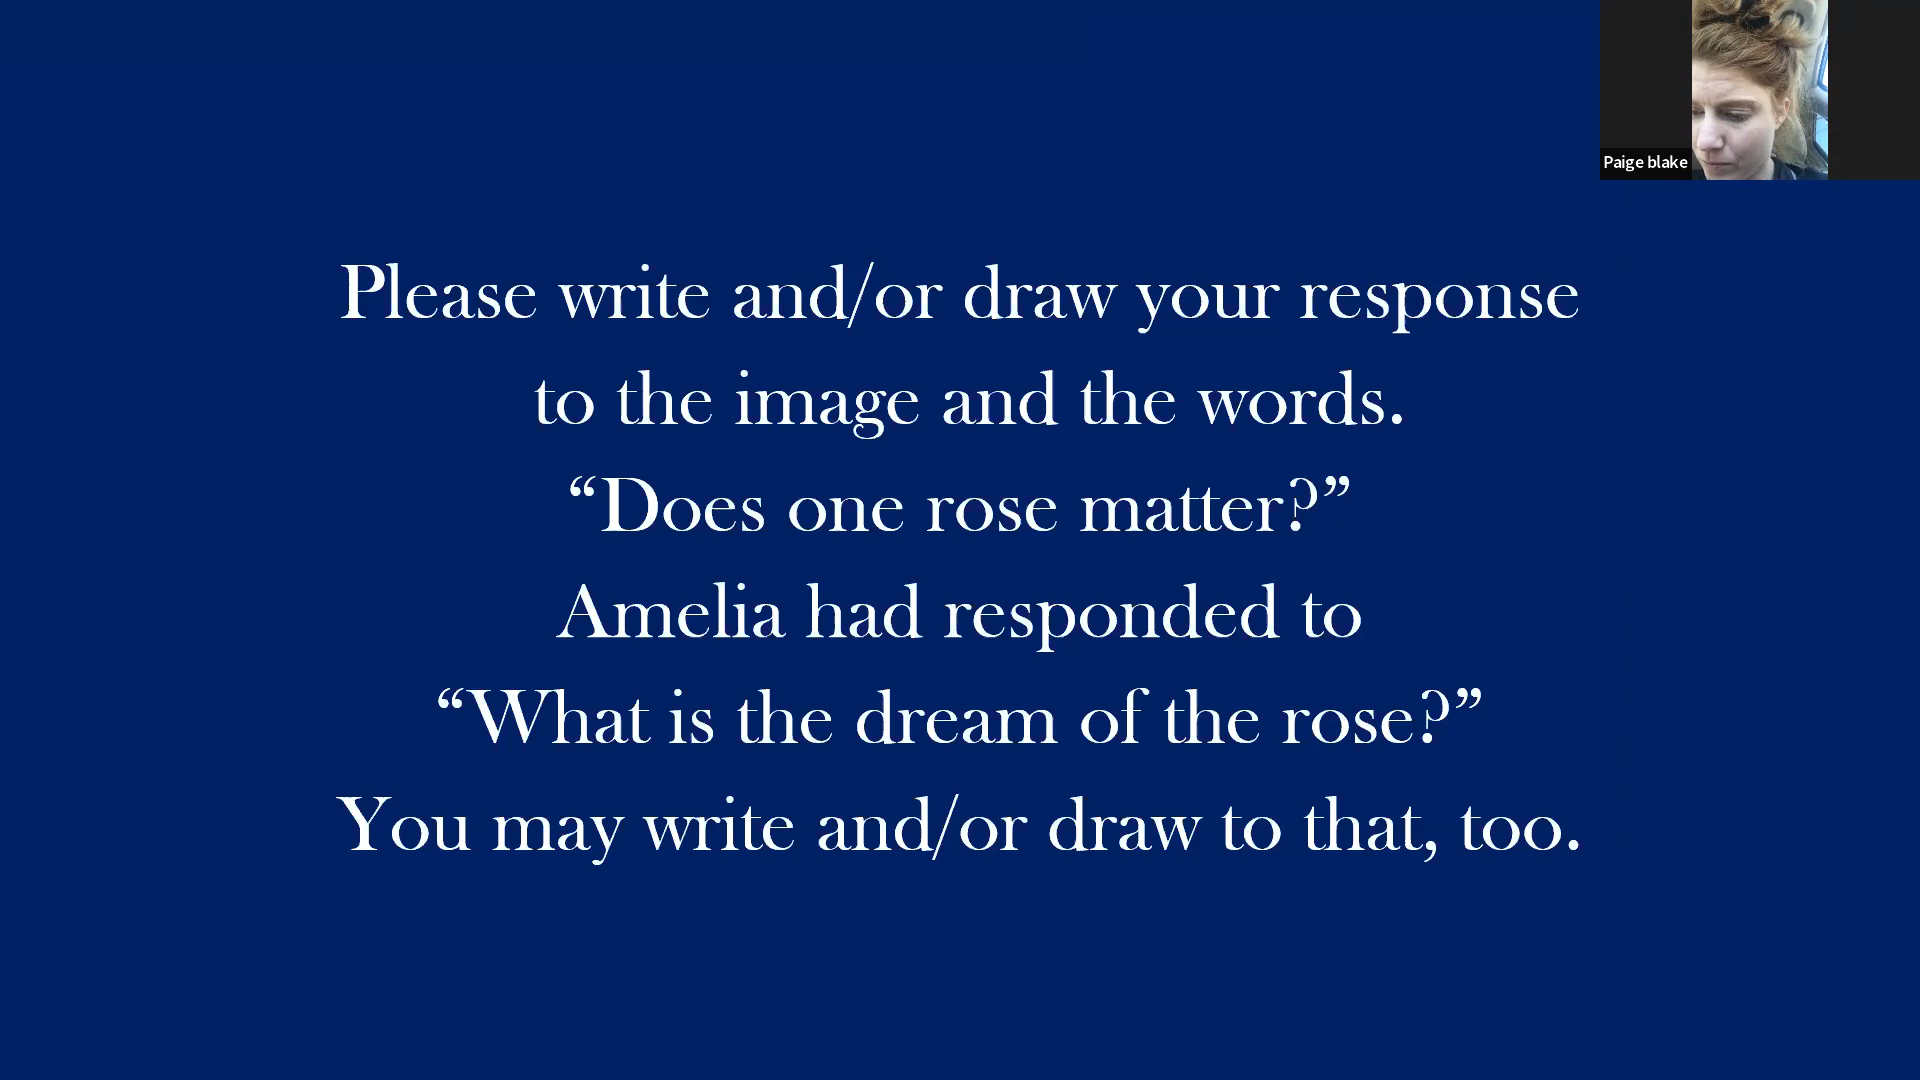 Paige blake
Please write and/or draw your response
to the image and the words.
“Does one rose matter?”
Amelia had responded to
“What is the dream of the rose?”
You may write and/or draw to that, too.